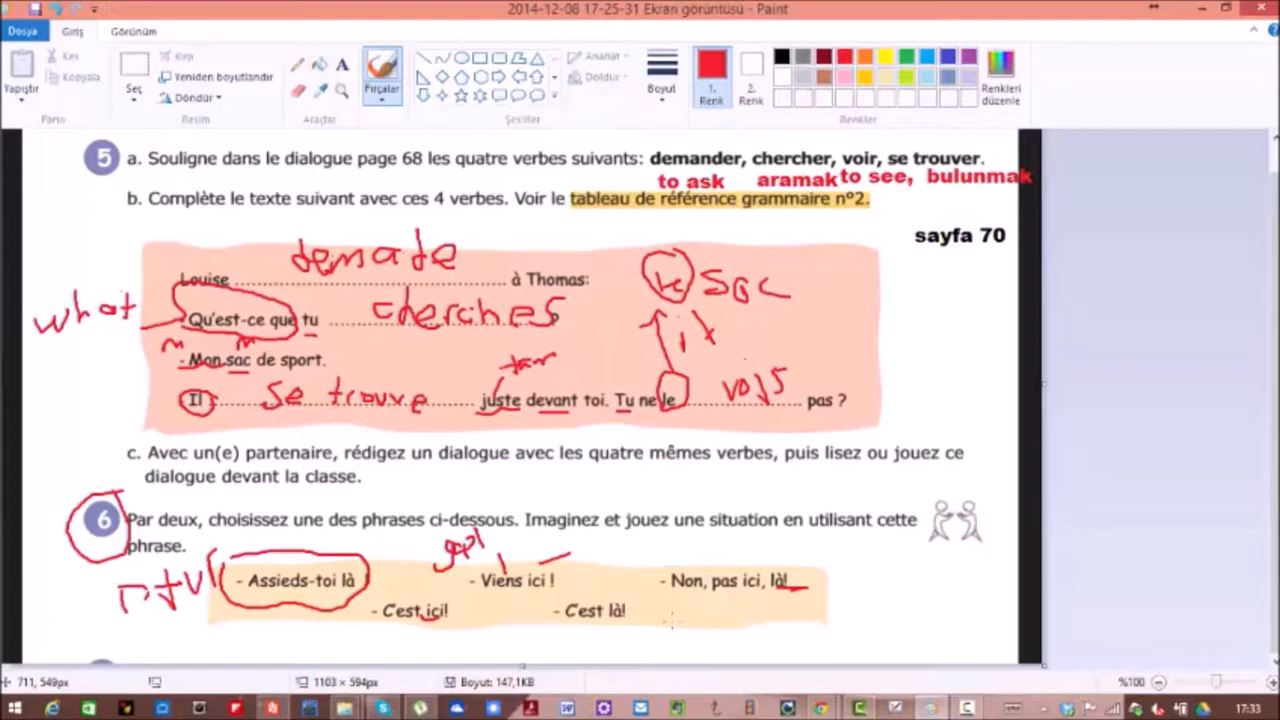 2014-12-08 17-25-31 Ekran görüntüsü - Paint
Dosya Giriş Görünüm
Yapıştır Kes Kopyala
Seç Kırp Yeniden boyutlandır Döndür
A
Fırçalar
Anahat Doldur
Boyut
1. Renk 2. Renk
Renkleri düzenle
Pano Resim Araçlar Şekiller Renkler
5 a. Souligne dans le dialogue page 68 les quatre verbes suivants: demander, chercher, voir, se trouver.
to ask aramak to see, bulunmak
b. Complète le texte suivant avec ces 4 verbes. Voir le tableau de référence grammaire n°2.
sayfa 70
Louise demade à Thomas:
le sac
what
Qu'est-ce que tu cherches ?
it
- Mon sac de sport.
tam
Il se trouve juste devant toi. Tu ne le vois pas ?
c. Avec un(e) partenaire, rédigez un dialogue avec les quatre mêmes verbes, puis lisez ou jouez ce
dialogue devant la classe.
6 Par deux, choisissez une des phrases ci-dessous. Imaginez et jouez une situation en utilisant cette
phrase.
gel
- Assieds-toi là - Viens ici ! - Non, pas ici, là!
- C'est ici! - C'est là!
711, 549px 1103 × 594px Boyut: 147,1KB %100
17:33